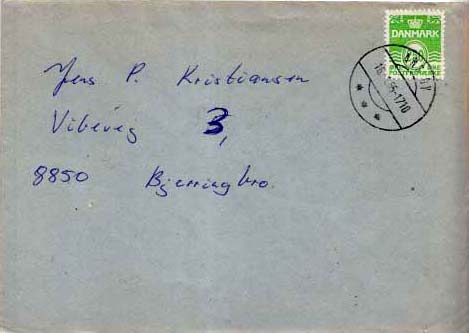 DANMARK
Jens P. Kristiansen
Vibevej 3,
8850 Bjerringbro.